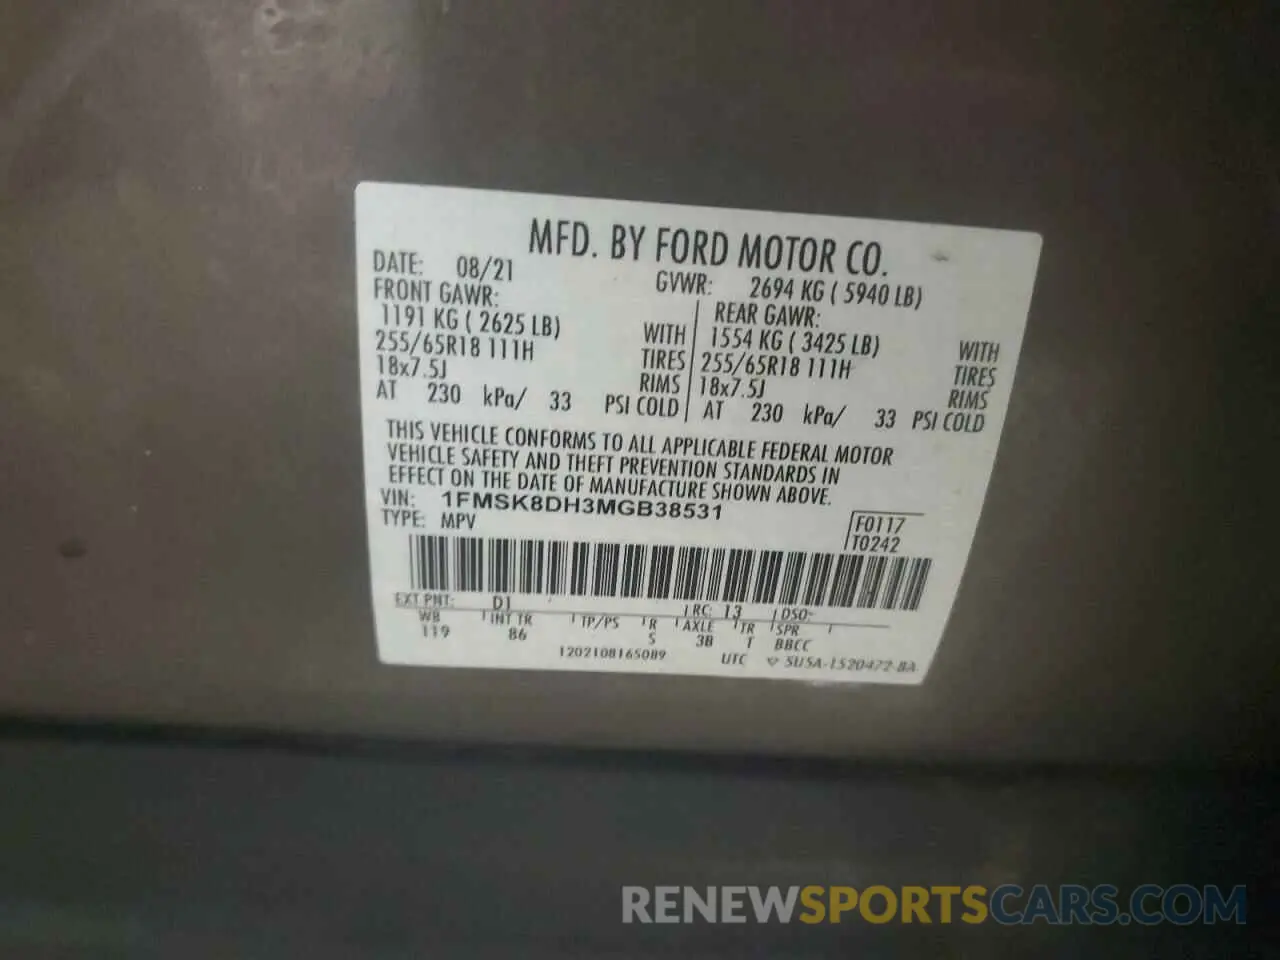 MFD. BY FORD MOTOR CO.
DATE: 08/21 GVWR: 2694 KG ( 5940 LB)
FRONT GAWR: REAR GAWR:
1191 KG ( 2625 LB) WITH 1554 KG ( 3425 LB) WITH
255/65R18 111H TIRES 255/65R18 111H TIRES
18x7.5J RIMS 18x7.5J RIMS
AT 230 kPa/ 33 PSI COLD AT 230 kPa/ 33 PSI COLD
THIS VEHICLE CONFORMS TO ALL APPLICABLE FEDERAL MOTOR
VEHICLE SAFETY AND THEFT PREVENTION STANDARDS IN
EFFECT ON THE DATE OF MANUFACTURE SHOWN ABOVE.
VIN: 1FMSK8DH3MGB38531
TYPE: MPV
F0117
T0242
EXT PNT: D1 RC: 13 DSO:
WB INT TR TP/PS R AXLE TR SPR
119 86 5 3B T BBCC
1202108165089 UTC ▽ SU5A-1520472-BA
RENEWSPORTSCARS.COM